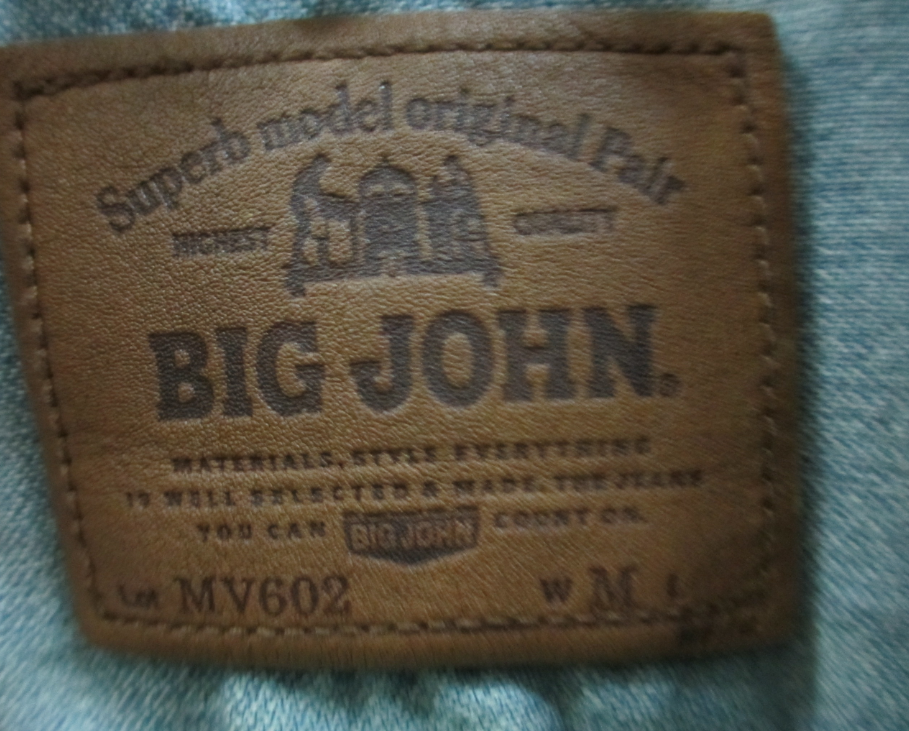 Superb model original Pair
HIGHEST QUALITY
BIG JOHN®
MATERIALS, STYLE EVERYTHING
IS WELL SELECTED & MADE. THE JEANS
YOU CAN BIG JOHN COUNT ON.
Lot MV602 W M L